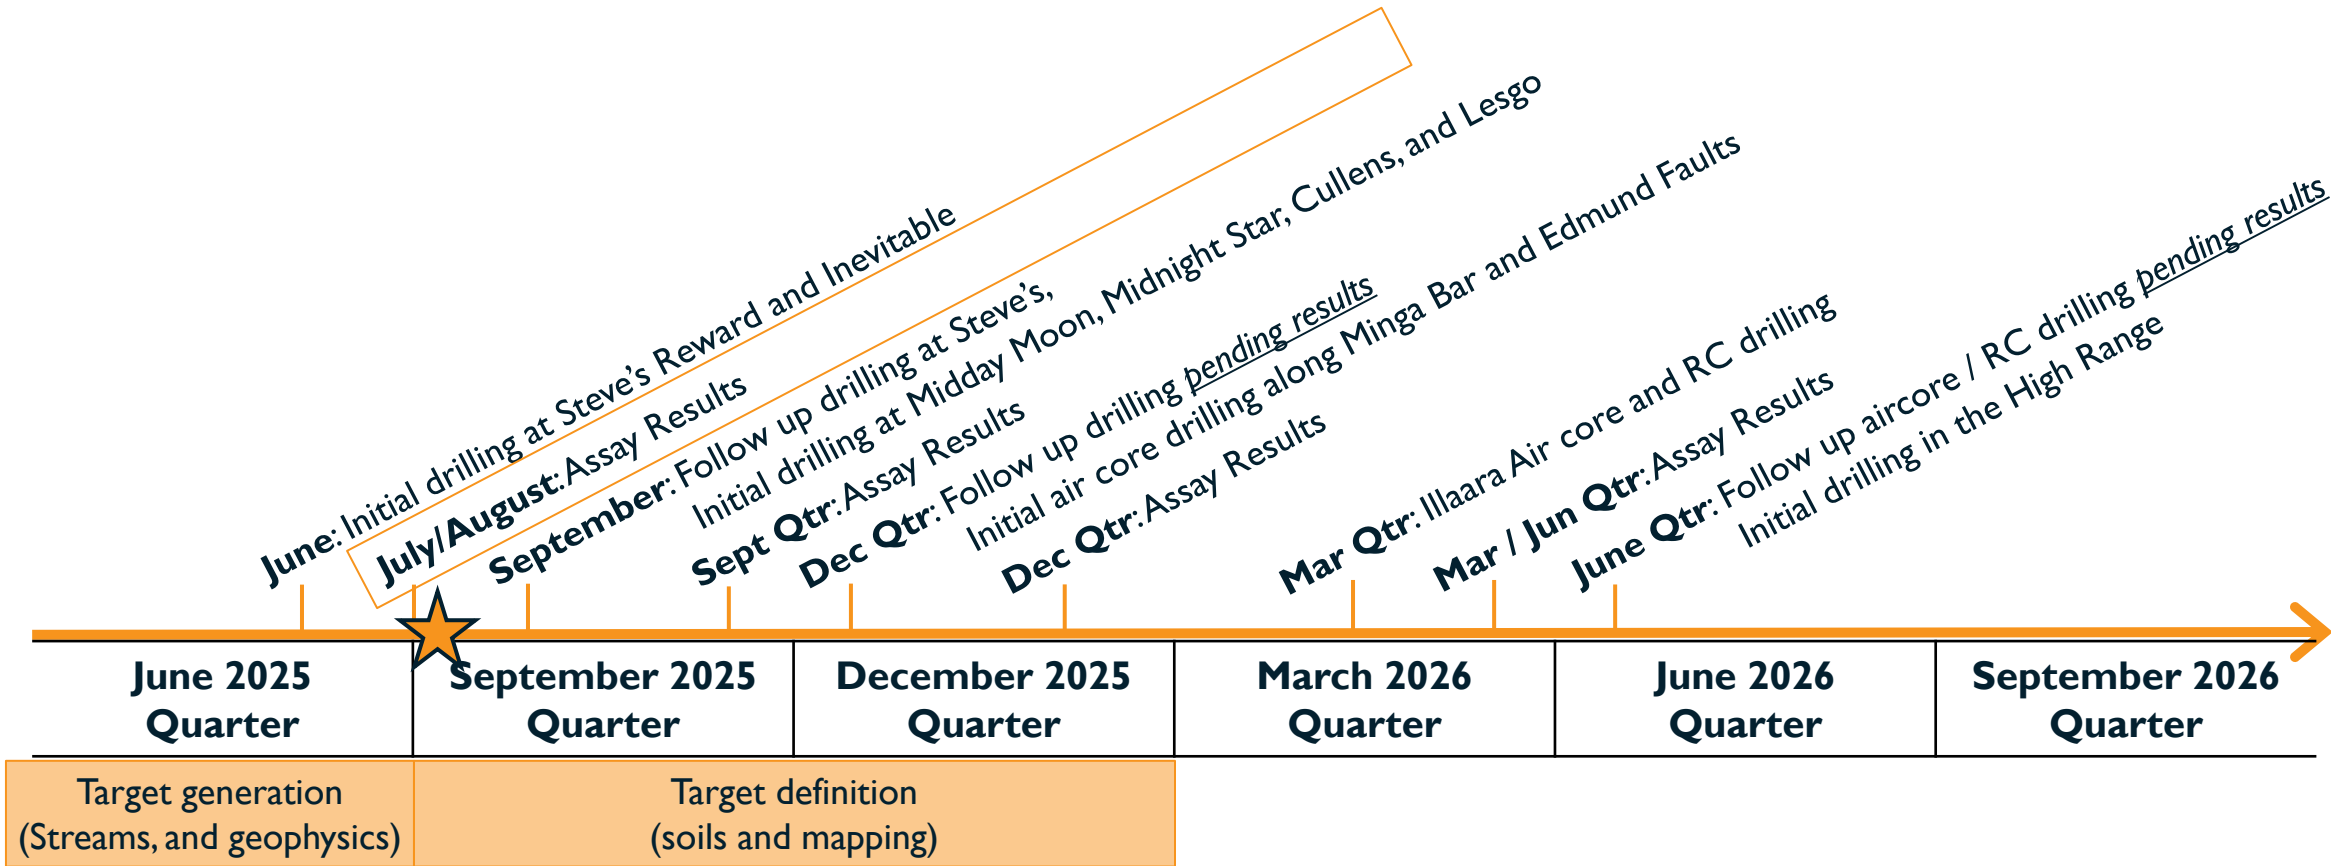 June: Initial drilling at Steve's Reward and Inevitable
July/August: Assay Results
September: Follow up drilling at Steve's,
Initial drilling at Midday Moon, Midnight Star, Cullens, and Lesgo
Sept Qtr: Assay Results
Dec Qtr: Follow up drilling pending results
Initial air core drilling along Minga Bar and Edmund Faults
Dec Qtr: Assay Results
Mar Qtr: Illaara Air core and RC drilling
Mar / Jun Qtr: Assay Results
June Qtr: Follow up aircore / RC drilling pending results
Initial drilling in the High Range
June 2025
Quarter
September 2025
Quarter
December 2025
Quarter
March 2026
Quarter
June 2026
Quarter
September 2026
Quarter
Target generation
(Streams, and geophysics)
Target definition
(soils and mapping)